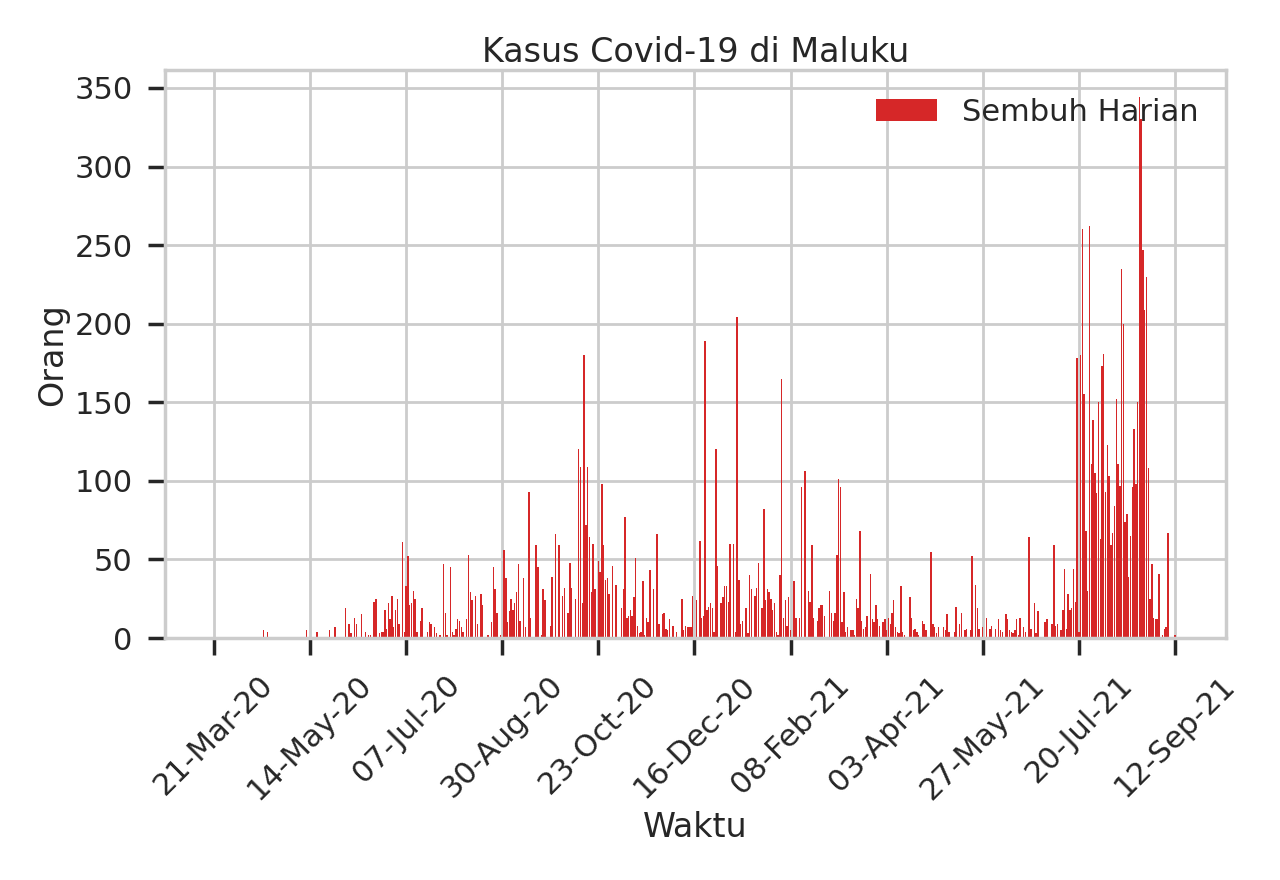 Kasus Covid-19 di Maluku
Sembuh Harian
Orang
350
300
250
200
150
100
50
0
21-Mar-20
14-May-20
07-Jul-20
30-Aug-20
23-Oct-20
16-Dec-20
08-Feb-21
03-Apr-21
27-May-21
20-Jul-21
12-Sep-21
Waktu